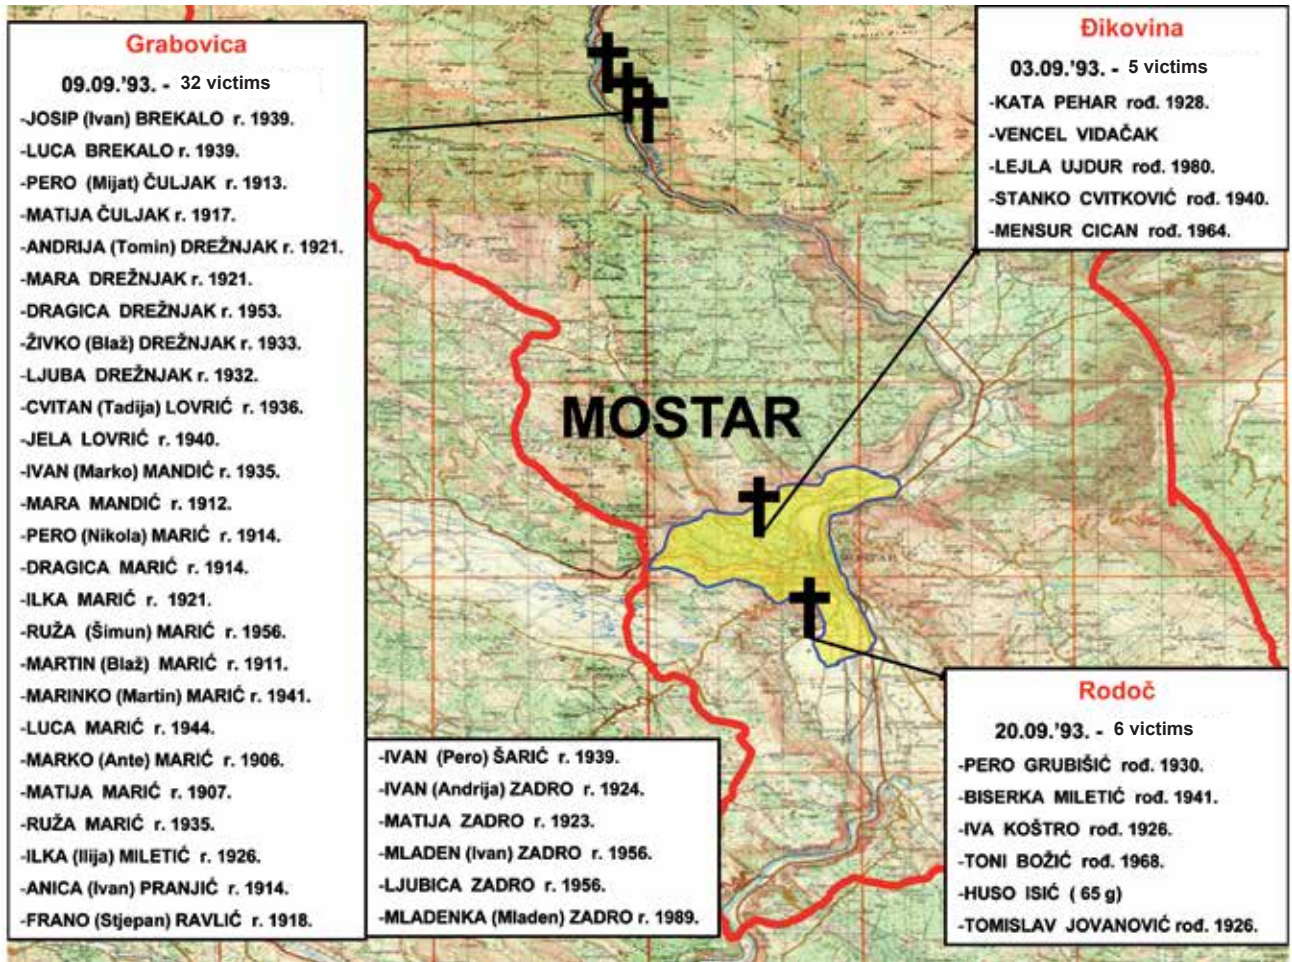 Grabovica
09.09.'93. - 32 victims
-JOSIP (Ivan) BREKALO r. 1939.
-LUCA BREKALO r. 1939.
-PERO (Mijat) ČULJAK r. 1913.
-MATIJA ČULJAK r. 1917.
-ANDRIJA (Tomin) DREŽNJAK r. 1921.
-MARA DREŽNJAK r. 1921.
-DRAGICA DREŽNJAK r. 1953.
-ŽIVKO (Blaž) DREŽNJAK r. 1933.
-LJUBA DREŽNJAK r. 1932.
-CVITAN (Tadija) LOVRIĆ r. 1936.
-JELA LOVRIĆ r. 1940.
-IVAN (Marko) MANDIĆ r. 1935.
-MARA MANDIĆ r. 1912.
-PERO (Nikola) MARIĆ r. 1914.
-DRAGICA MARIĆ r. 1914.
-ILKA MARIĆ r. 1921.
-RUŽA (Šimun) MARIĆ r. 1956.
-MARTIN (Blaž) MARIĆ r. 1911.
-MARINKO (Martin) MARIĆ r. 1941.
-LUCA MARIĆ r. 1944.
-MARKO (Ante) MARIĆ r. 1906.
-MATIJA MARIĆ r. 1907.
-RUŽA MARIĆ r. 1935.
-ILKA (Ilija) MILETIĆ r. 1926.
-ANICA (Ivan) PRANJIĆ r. 1914.
-FRANO (Stjepan) RAVLIĆ r. 1918.
-IVAN (Pero) ŠARIĆ r. 1939.
-IVAN (Andrija) ZADRO r. 1924.
-MATIJA ZADRO r. 1923.
-MLADEN (Ivan) ZADRO r. 1956.
-LJUBICA ZADRO r. 1956.
-MLADENKA (Mladen) ZADRO r. 1989.
MOSTAR
Đikovina
03.09.'93. - 5 victims
-KATA PEHAR rođ. 1928.
-VENCEL VIDAČAK
-LEJLA UJDUR rođ. 1980.
-STANKO CVITKOVIĆ rođ. 1940.
-MENSUR CICAN rođ. 1964.
MOSTAR
Rodoč
20.09.'93. - 6 victims
-PERO GRUBIŠIĆ rođ. 1930.
-BISERKA MILETIĆ rođ. 1941.
-IVA KOŠTRO rođ. 1926.
-TONI BOŽIĆ rođ. 1968.
-HUSO ISIĆ ( 65 g)
-TOMISLAV JOVANOVIĆ rođ. 1926.